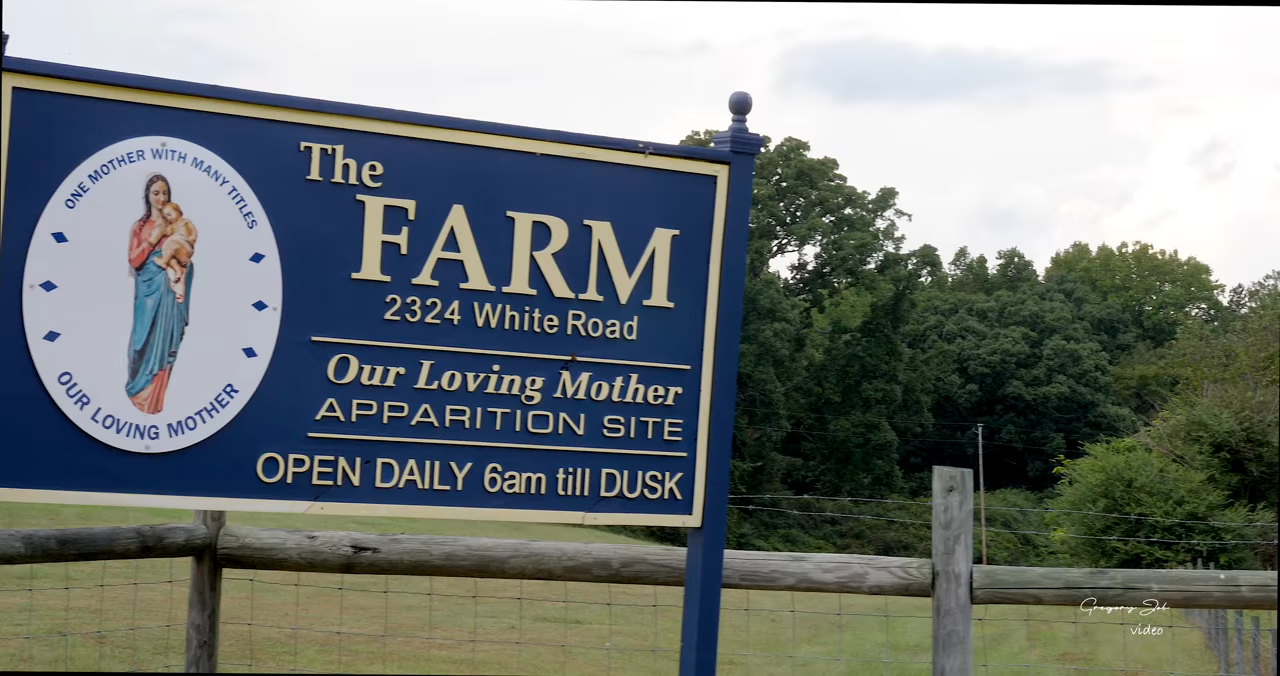 ONE MOTHER WITH MANY TITLES
OUR LOVING MOTHER
The
FARM
2324 White Road
Our Loving Mother
APPARITION SITE
OPEN DAILY 6am till DUSK
Gregory Job
video